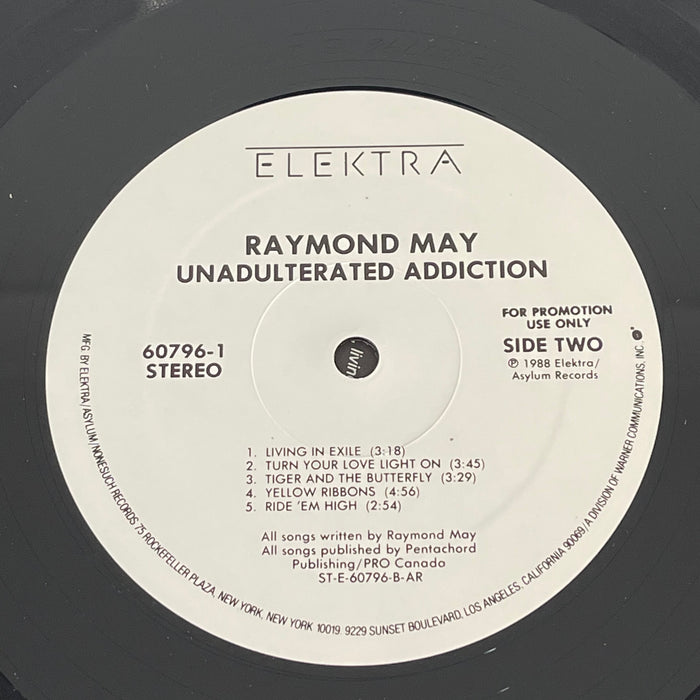 ELEKTRA
RAYMOND MAY
UNADULTERATED ADDICTION
60796-1
STEREO
FOR PROMOTION
USE ONLY
SIDE TWO
℗ 1988 Elektra/
Asylum Records
livin
1. LIVING IN EXILE (3:18)
2. TURN YOUR LOVE LIGHT ON (3:45)
3. TIGER AND THE BUTTERFLY (3:29)
4. YELLOW RIBBONS (4:56)
5. RIDE 'EM HIGH (2:54)
All songs written by Raymond May
All songs published by Pentachord
Publishing/PRO Canado
ST-E-60796-B-AR
MFG BY ELEKTRA/ASYLUM/NONESUCH RECORDS 75 ROCKEFELLER PLAZA, NEW YORK, NEW YORK 10019 9229 SUNSET BOULEVARD, LOS ANGELES, CALIFORNIA 90069/A DIVISION OF WARNER COMMUNICATIONS, INC.